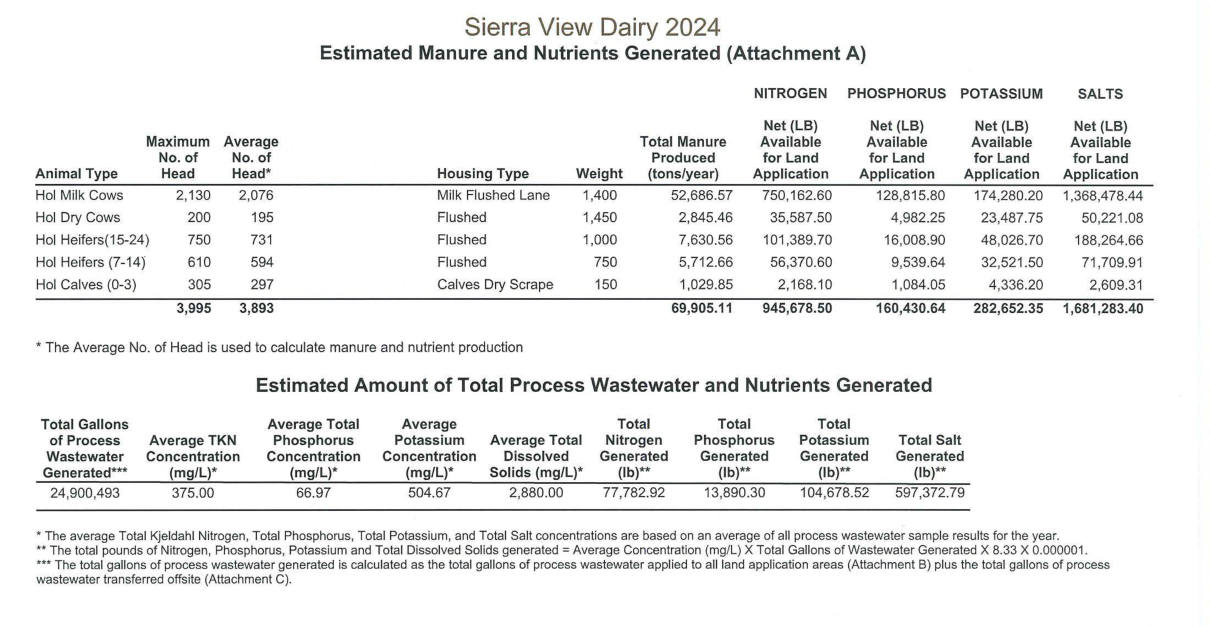 Sierra View Dairy 2024
Estimated Manure and Nutrients Generated (Attachment A)
NITROGEN PHOSPHORUS POTASSIUM SALTS
Animal Type Maximum No. of Head Average No. of Head* Housing Type Weight Total Manure Produced (tons/year) Net (LB) Available for Land Application Net (LB) Available for Land Application Net (LB) Available for Land Application Net (LB) Available for Land Application
Hol Milk Cows 2,130 2,076 Milk Flushed Lane 1,400 52,686.57 750,162.60 128,815.80 174,280.20 1,368,478.44
Hol Dry Cows 200 195 Flushed 1,450 2,845.46 35,587.50 4,982.25 23,487.75 50,221.08
Hol Heifers(15-24) 750 731 Flushed 1,000 7,630.56 101,389.70 16,008.90 48,026.70 188,264.66
Hol Heifers (7-14) 610 594 Flushed 750 5,712.66 56,370.60 9,539.64 32,521.50 71,709.91
Hol Calves (0-3) 305 297 Calves Dry Scrape 150 1,029.85 2,168.10 1,084.05 4,336.20 2,609.31
3,995 3,893 69,905.11 945,678.50 160,430.64 282,652.35 1,681,283.40
* The Average No. of Head is used to calculate manure and nutrient production
Estimated Amount of Total Process Wastewater and Nutrients Generated
Total Gallons of Process Wastewater Generated*** Average TKN Concentration (mg/L)* Average Total Phosphorus Concentration (mg/L)* Average Potassium Concentration (mg/L)* Average Total Dissolved Solids (mg/L)* Total Nitrogen Generated (lb)** Total Phosphorus Generated (lb)** Total Potassium Generated (lb)** Total Salt Generated (lb)**
24,900,493 375.00 66.97 504.67 2,880.00 77,782.92 13,890.30 104,678.52 597,372.79
* The average Total Kjeldahl Nitrogen, Total Phosphorus, Total Potassium, and Total Salt concentrations are based on an average of all process wastewater sample results for the year.
** The total pounds of Nitrogen, Phosphorus, Potassium and Total Dissolved Solids generated = Average Concentration (mg/L) X Total Gallons of Wastewater Generated X 8.33 X 0.000001.
*** The total gallons of process wastewater generated is calculated as the total gallons of process wastewater applied to all land application areas (Attachment B) plus the total gallons of process
wastewater transferred offsite (Attachment C).